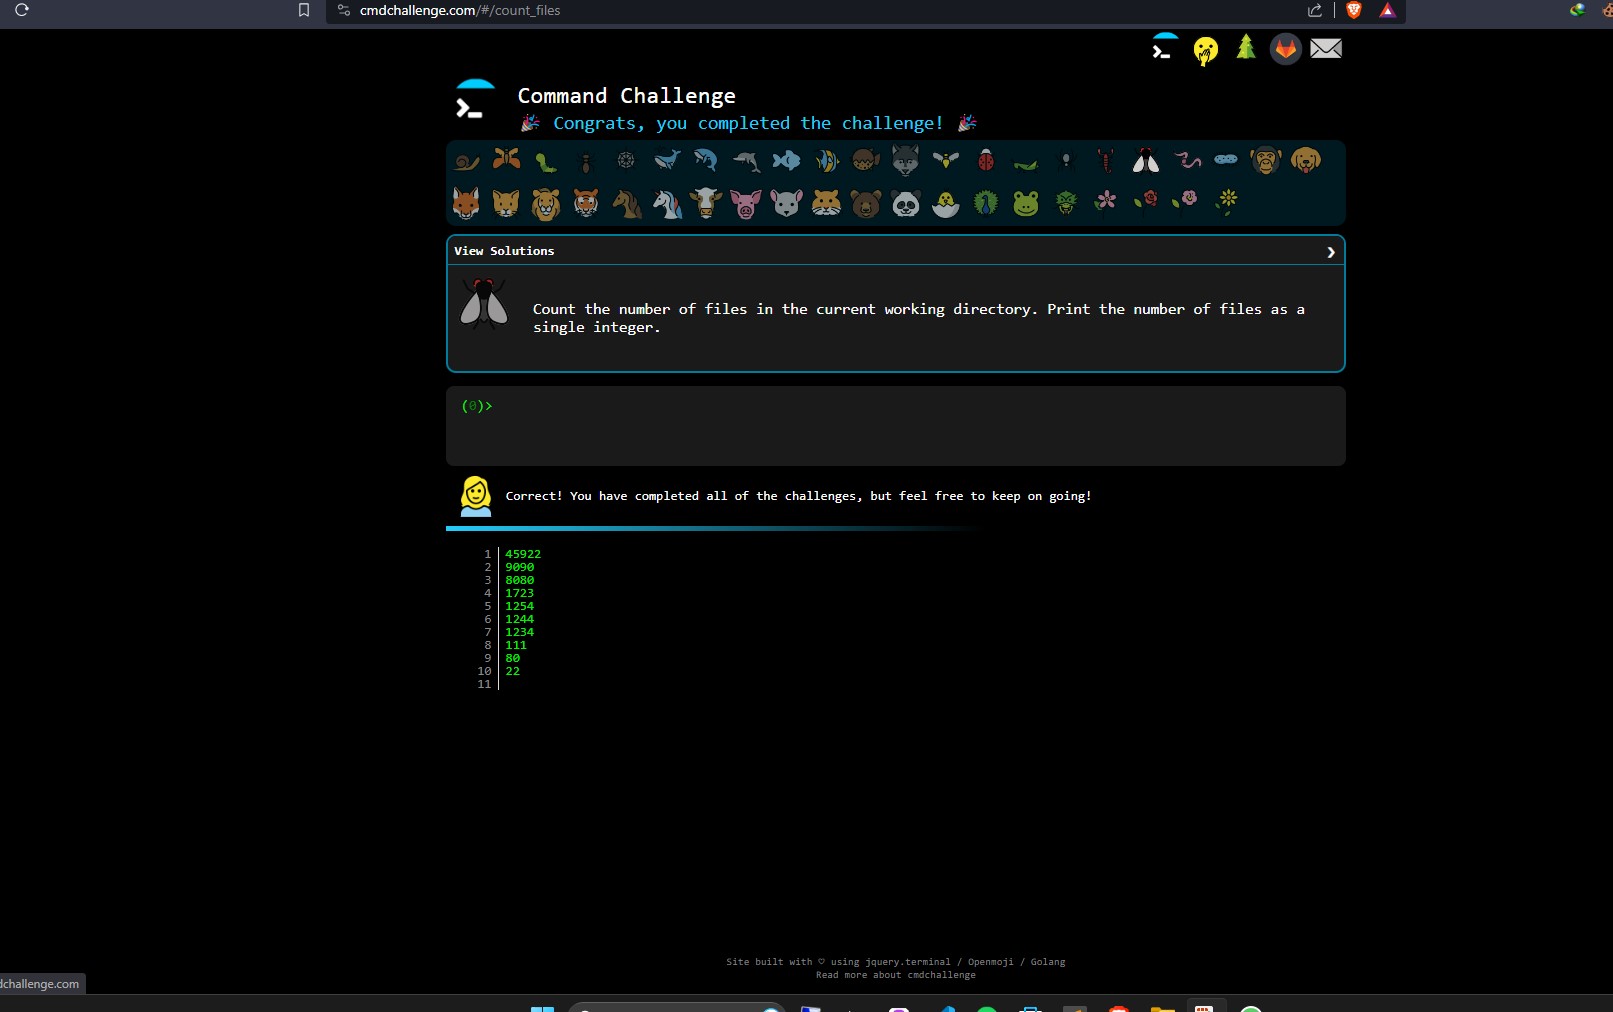 cmdchallenge.com/#/count_files
Command Challenge
Congrats, you completed the challenge!
View Solutions
Count the number of files in the current working directory. Print the number of files as a
single integer.
(0)>
Correct! You have completed all of the challenges, but feel free to keep on going!
1 45922
2 9090
3 8080
4 1723
5 1254
6 1244
7 1234
8 111
9 80
10 22
11
Site built with ♡ using jquery.terminal / Openmoji / Golang
Read more about cmdchallenge
dchallenge.com